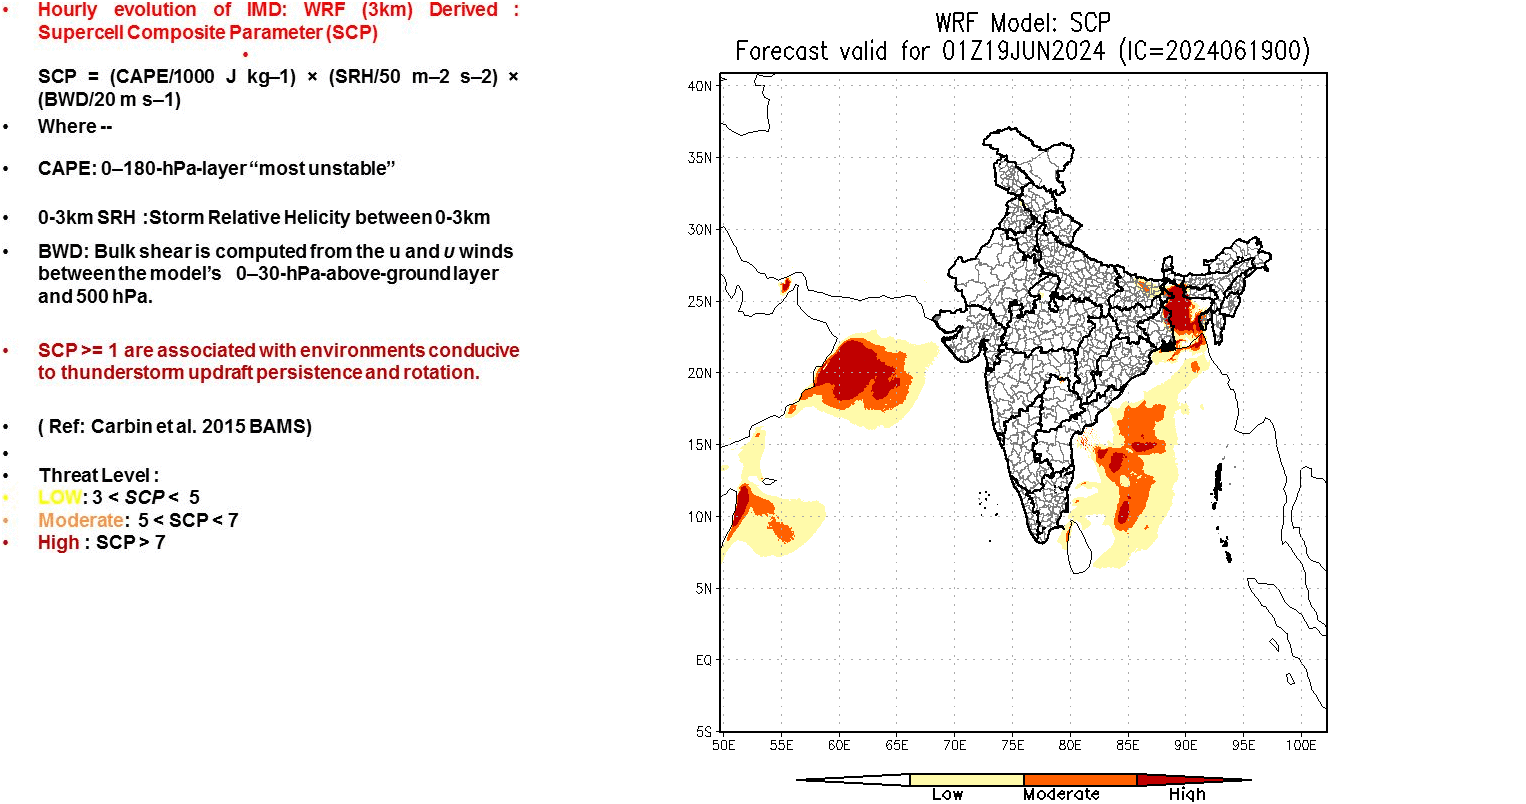 • Hourly evolution of IMD: WRF (3km) Derived :
Supercell Composite Parameter (SCP)
•
SCP = (CAPE/1000 J kg–1) × (SRH/50 m–2 s–2) ×
(BWD/20 m s–1)
• Where --
• CAPE: 0–180-hPa-layer “most unstable”
• 0-3km SRH :Storm Relative Helicity between 0-3km
• BWD: Bulk shear is computed from the u and υ winds
between the model’s 0–30-hPa-above-ground layer
and 500 hPa.
• SCP >= 1 are associated with environments conducive
to thunderstorm updraft persistence and rotation.
• ( Ref: Carbin et al. 2015 BAMS)
•
• Threat Level :
• LOW: 3 < SCP < 5
• Moderate: 5 < SCP < 7
• High : SCP > 7
WRF Model: SCP
Forecast valid for 01Z19JUN2024 (IC=2024061900)
40N
35N
30N
25N
20N
15N
10N
5N
EQ
5S
50E 55E 60E 65E 70E 75E 80E 85E 90E 95E 100E
Low Moderate High